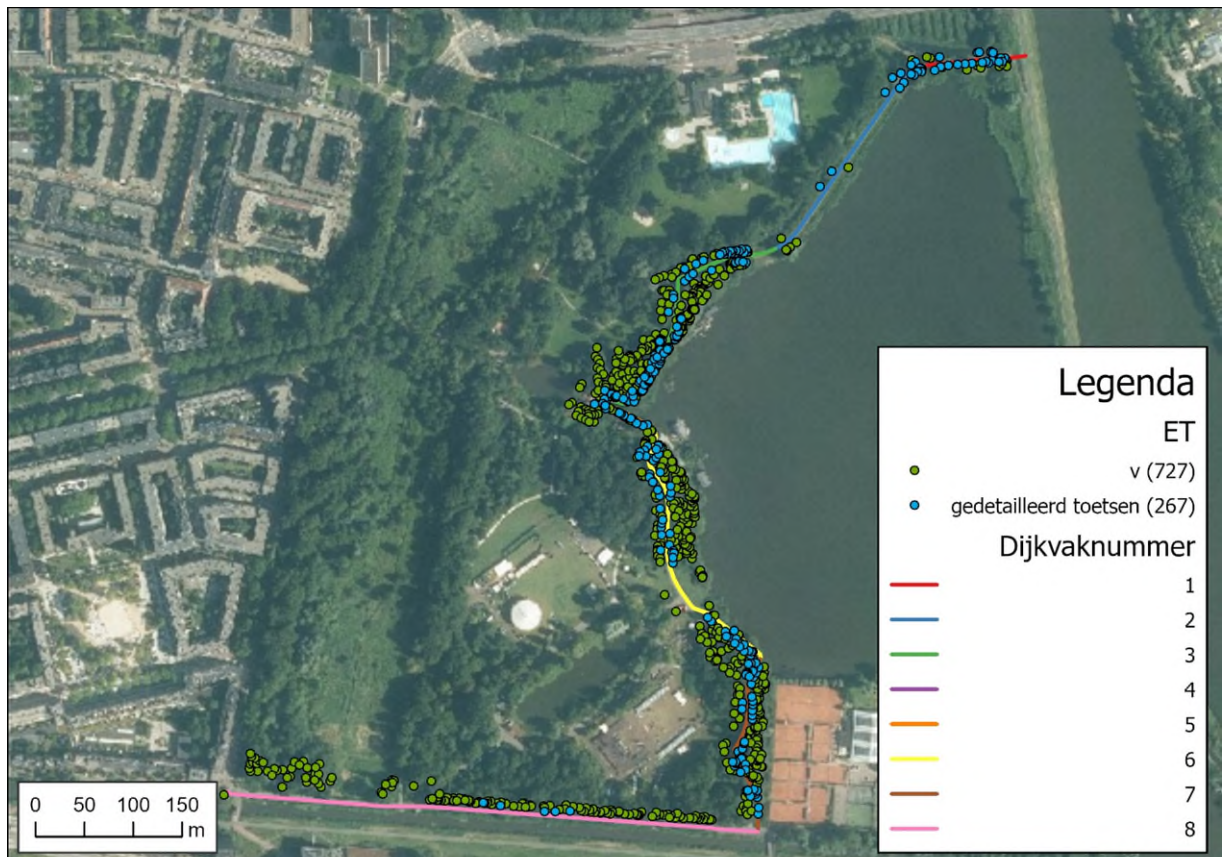 Legenda
ET
v (727)
gedetailleerd toetsen (267)
Dijkvaknummer
1
2
3
4
5
6
7
8
0 50 100 150
m